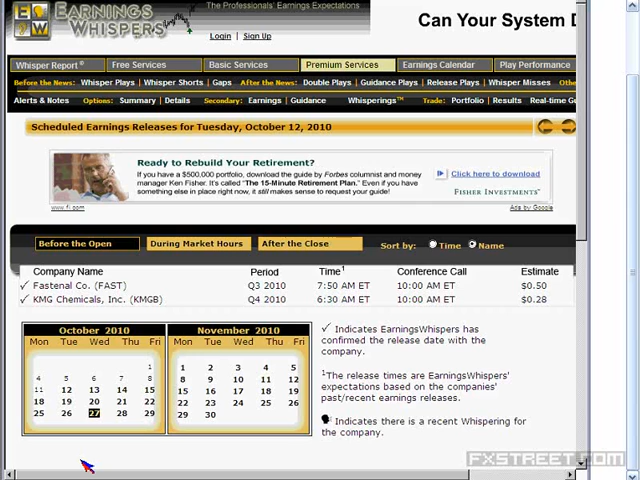 EARNINGS
WHISPERS
The Professionals' Earnings Expectations
Login | Sign Up
Can Your System D
Whisper Report® Free Services Basic Services Premium Services Earnings Calendar Play Performance
Before the News: Whisper Plays Whisper Shorts Gaps After the News: Double Plays Guidance Plays Release Plays Whisper Misses Othe
Alerts & Notes Options: Summary Details Secondary: Earnings Guidance Whisperings™ Trade: Portfolio Results Real-time Gu
Scheduled Earnings Releases for Tuesday, October 12, 2010
Ready to Rebuild Your Retirement?
If you have a $500,000 portfolio, download the guide by Forbes columnist and money
manager Ken Fisher. It's called "The 15-Minute Retirement Plan." Even if you have
something else in place right now, it still makes sense to request your guide!
Click here to download
FISHER INVESTMENTS™
www.fi.com
Ads by Google
Before the Open During Market Hours After the Close Sort by: Time Name
Company Name Period Time1 Conference Call Estimate
✓ Fastenal Co. (FAST) Q3 2010 7:50 AM ET 10:00 AM ET $0.50
✓ KMG Chemicals, Inc. (KMGB) Q4 2010 6:30 AM ET 10:00 AM ET $0.28
October 2010
Mon Tue Wed Thu Fri
1
4 5 6 7 8
11 12 13 14 15
18 19 20 21 22
25 26 27 28 29
November 2010
Mon Tue Wed Thu Fri
1 2 3 4 5
8 9 10 11 12
15 16 17 18 19
22 23 24 25 26
29 30
✓ Indicates EarningsWhispers has
confirmed the release date with the
company.
1The release times are EarningsWhispers'
expectations based on the companies'
past/recent earnings releases.
Indicates there is a recent Whispering for
the company.
FXSTREET.COM